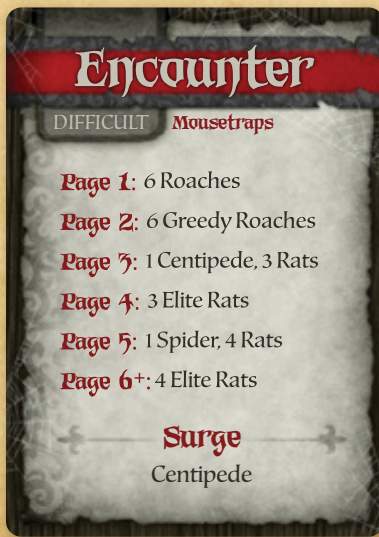 Encounter
DIFFICULT Mousetraps
Page 1: 6 Roaches
Page 2: 6 Greedy Roaches
Page 3: 1 Centipede, 3 Rats
Page 4: 3 Elite Rats
Page 5: 1 Spider, 4 Rats
Page 6+: 4 Elite Rats
Surge
Centipede